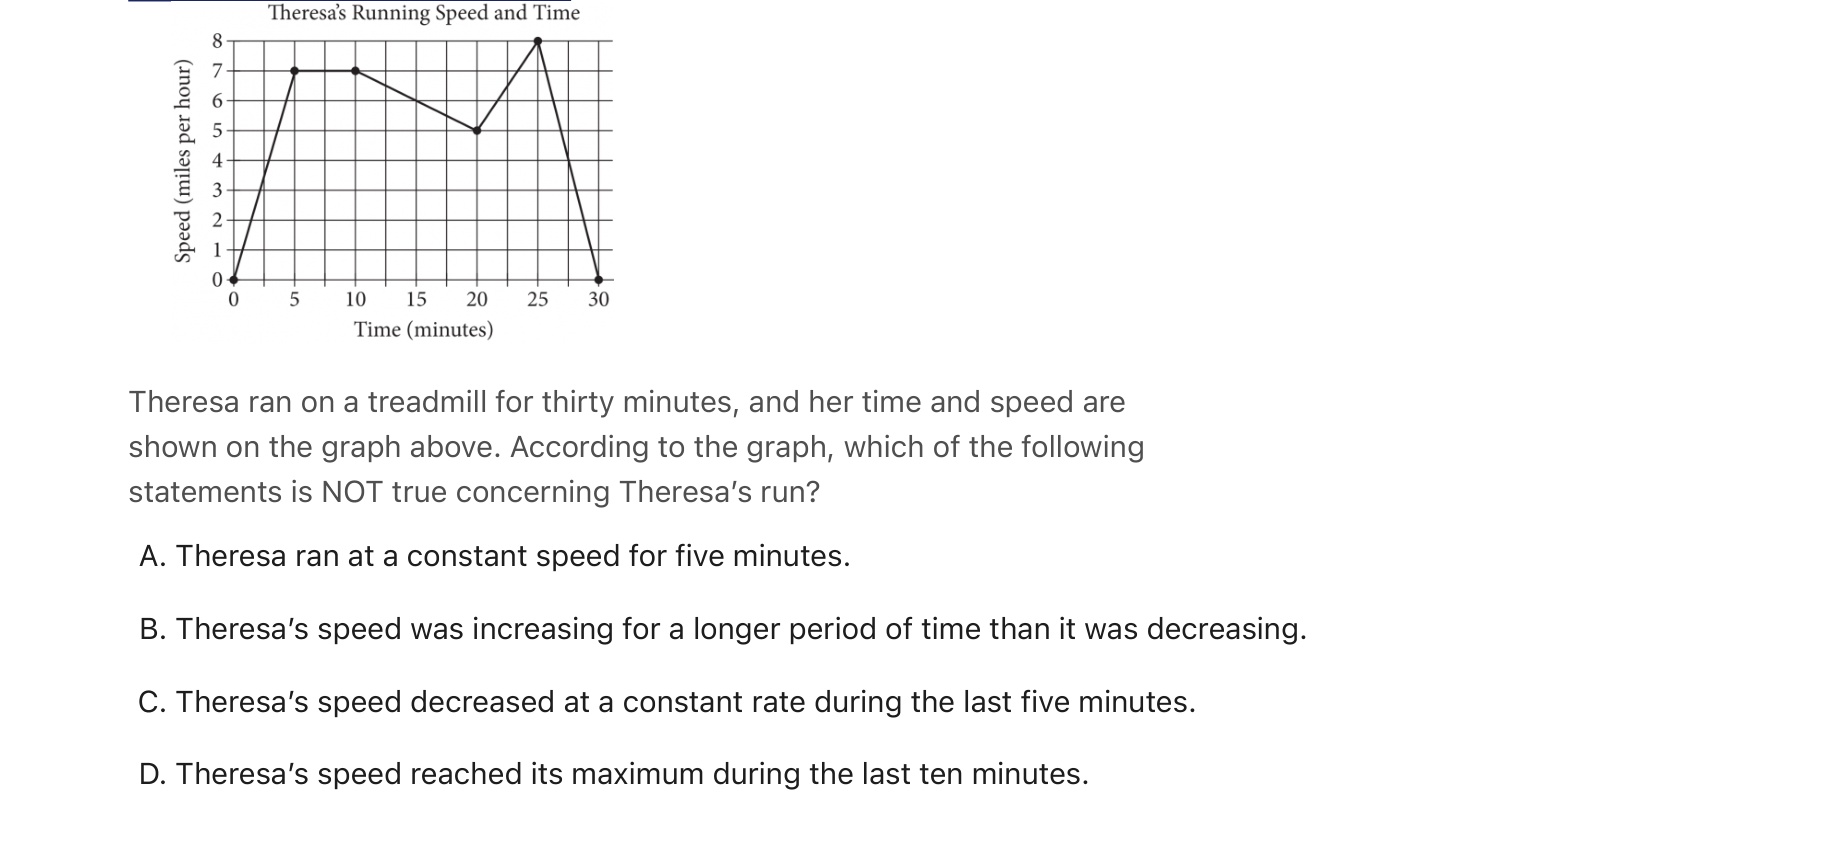 Theresa's Running Speed and Time
Speed (miles per hour)
8
7
6
5
4
3
2
1
0
0 5 10 15 20 25 30
Time (minutes)
Theresa ran on a treadmill for thirty minutes, and her time and speed are
shown on the graph above. According to the graph, which of the following
statements is NOT true concerning Theresa’s run?
A. Theresa ran at a constant speed for five minutes.
B. Theresa’s speed was increasing for a longer period of time than it was decreasing.
C. Theresa’s speed decreased at a constant rate during the last five minutes.
D. Theresa’s speed reached its maximum during the last ten minutes.